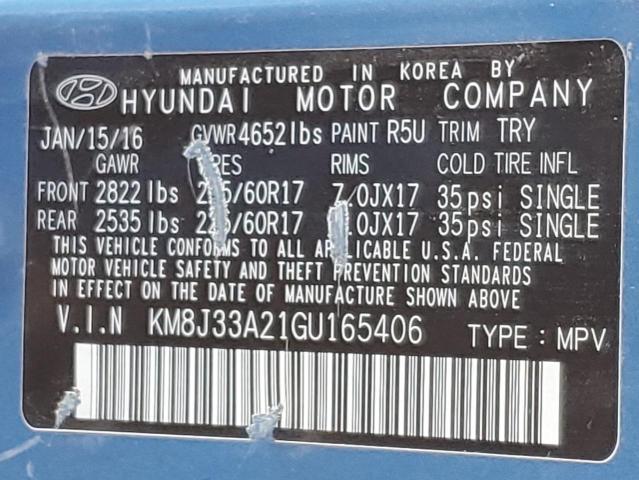 MANUFACTURED IN KOREA BY
HYUNDAI MOTOR COMPANY
JAN/15/16 GVWR 4652 lbs PAINT R5U TRIM TRY
GAWR RIMS COLD TIRE INFL
FRONT 2822 lbs 7.0JX17 35 psi SINGLE
REAR 2535 lbs 35 psi SINGLE
THIS VEHICLE CONFORMS TO ALL APPLICABLE U.S.A. FEDERAL
MOTOR VEHICLE SAFETY AND THEFT PREVENTION STANDARDS
IN EFFECT ON THE DATE OF MANUFACTURE SHOWN ABOVE
V.I.N KM8J33A21GU165406 TYPE : MPV